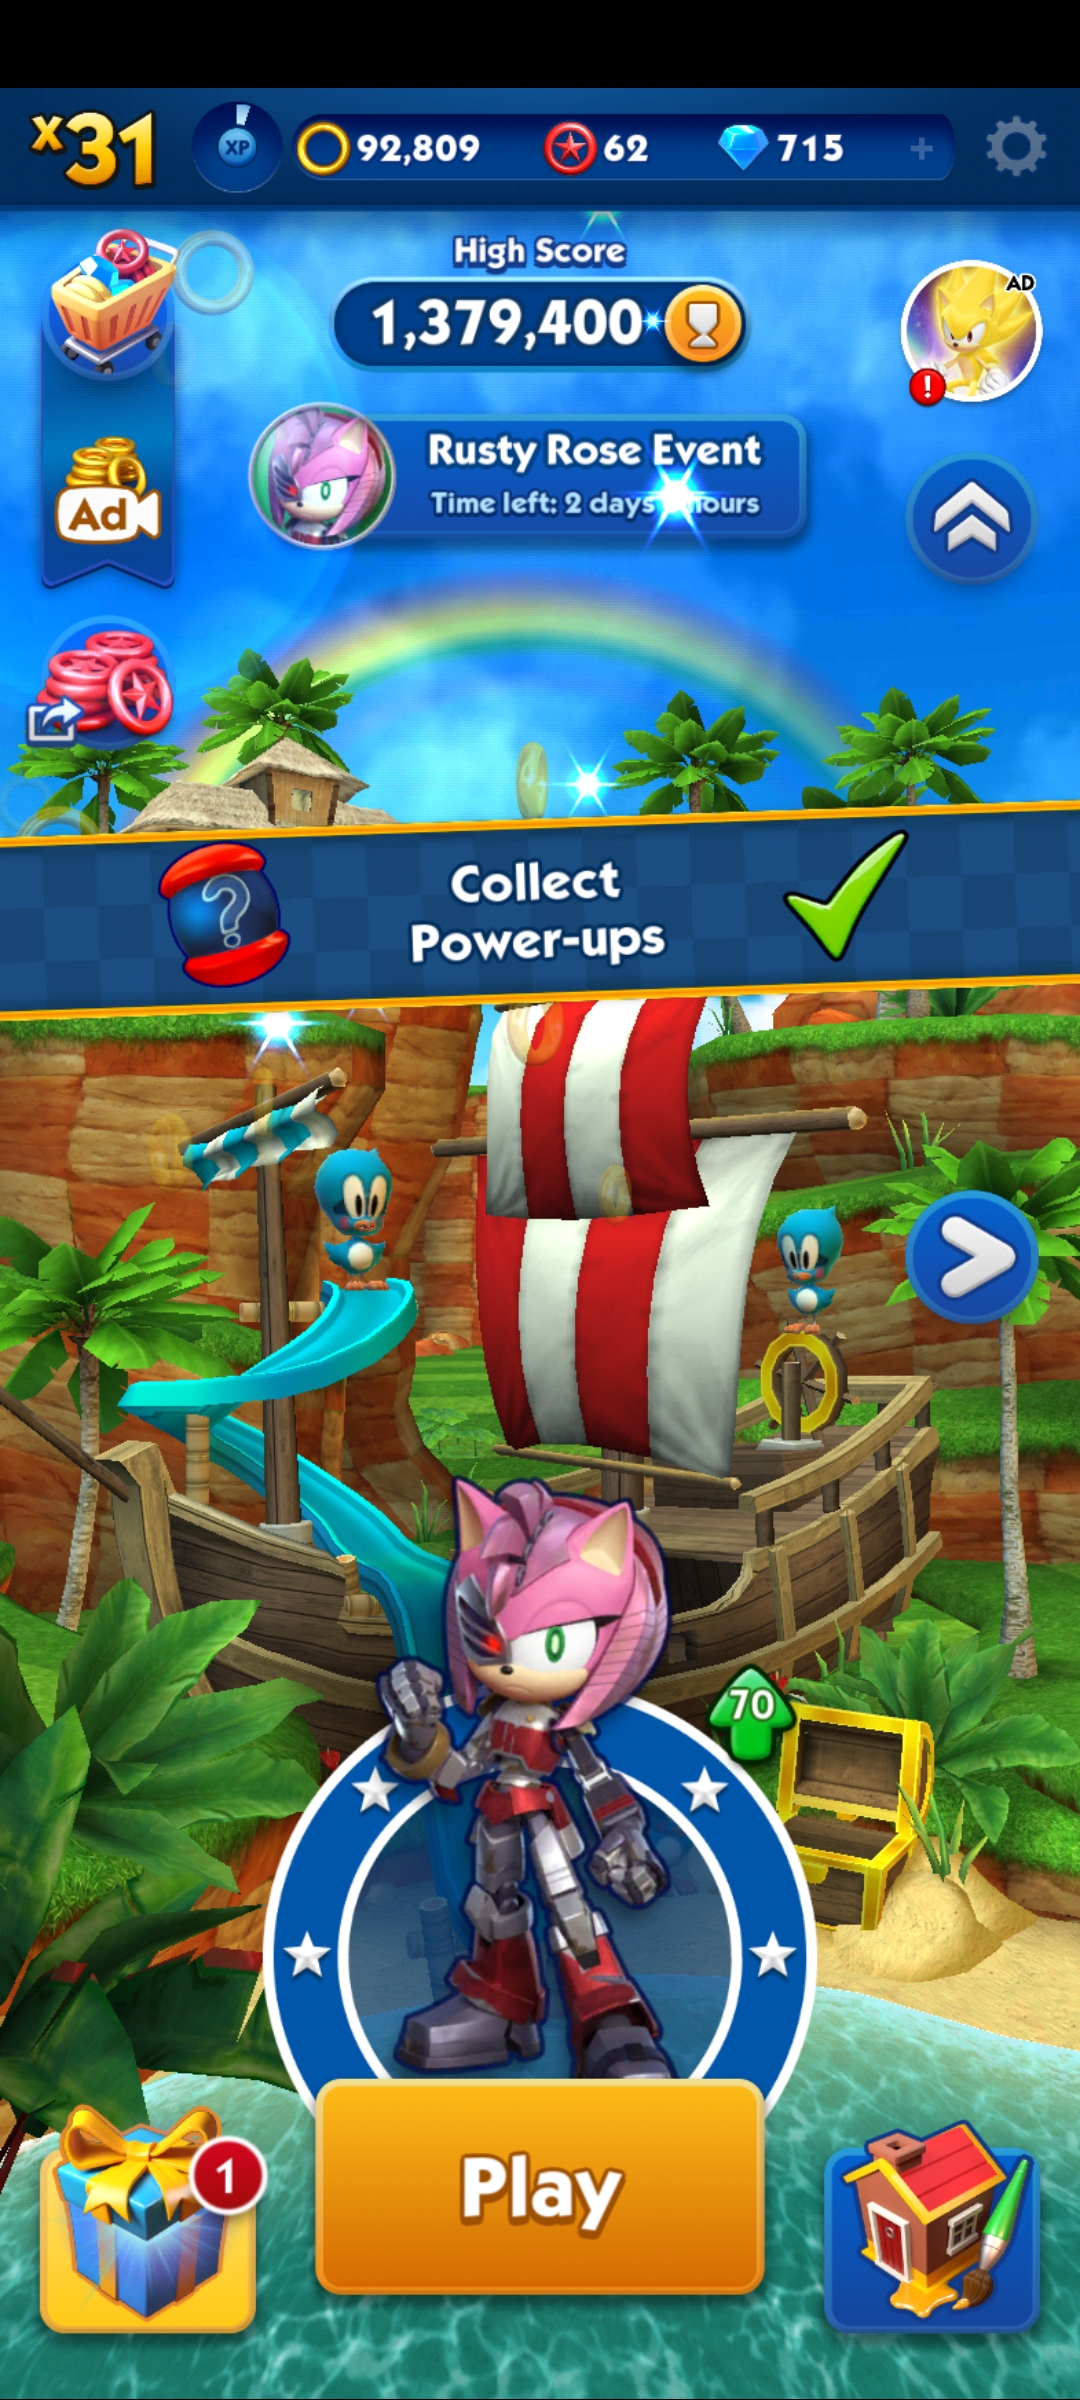 x31
XP
92,809
62
715
High Score
1,379,400
AD
!
Rusty Rose Event
Time left: 2 days hours
Ad
?
Collect
Power-ups
70
1
Play